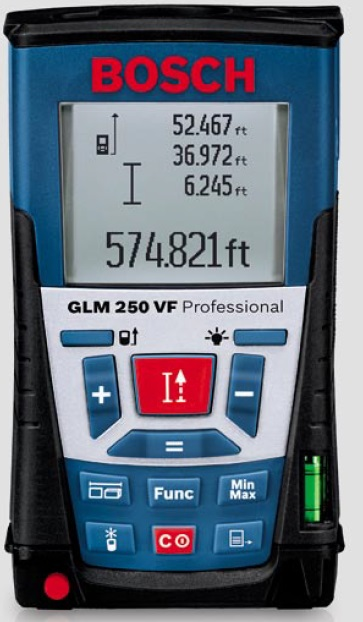 BOSCH
52.467 ft
36.972 ft
6.245 ft
574.821 ft
GLM 250 VF Professional
+
-
=
Func
Min
Max
C